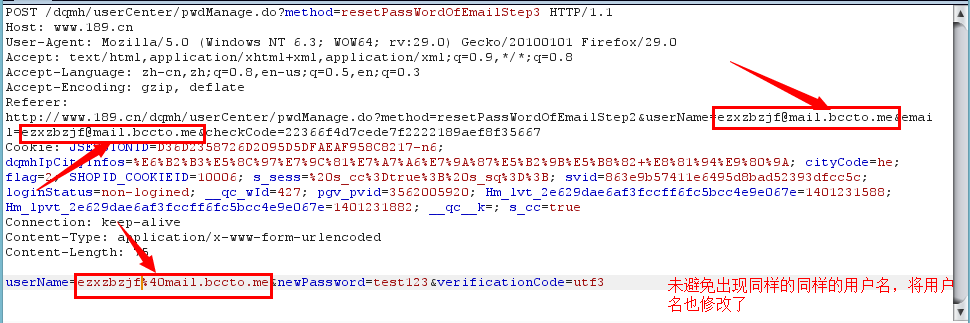 POST /dqmh/userCenter/pwdManage.do?method=resetPassWordOfEmailStep3 HTTP/1.1
Host: www.189.cn
User-Agent: Mozilla/5.0 (Windows NT 6.3; WOW64; rv:29.0) Gecko/20100101 Firefox/29.0
Accept: text/html,application/xhtml+xml,application/xml;q=0.9,*/*;q=0.8
Accept-Language: zh-cn,zh;q=0.8,en-us;q=0.5,en;q=0.3
Accept-Encoding: gzip, deflate
Referer:
http://www.189.cn/dqmh/userCenter/pwdManage.do?method=resetPassWordOfEmailStep2&userName=ezxzbzjf@mail.bccto.me&emai
l=ezxzbzjf@mail.bccto.me&checkCode=22366f4d7cede7f2222189aef8f35667
Cookie: JSESSIONID=D36D2358726D2095D5DFAEAF958C8217-n6;
dqmhIpCityInfos=%E6%B2%B3%E5%8C%97%E7%9C%81%E7%A7%A6%E7%9A%87%E5%B2%9B%E5%B8%82+%E8%81%94%E9%80%9A; cityCode=he;
flag=2; SHOPID_COOKIEID=10006; s_sess=%20s_cc%3Dtrue%3B%20s_sq%3D%3B; svid=863e9b57411e6495d8bad52393dfcc5c;
loginStatus=non-logined; __qc_wId=427; pgv_pvid=3562005920; Hm_lvt_2e629dae6af3fccff6fc5bcc4e9e067e=1401231588;
Hm_lpvt_2e629dae6af3fccff6fc5bcc4e9e067e=1401231882; __qc__k=; s_cc=true
Connection: keep-alive
Content-Type: application/x-www-form-urlencoded
Content-Length:
userName=ezxzbzjf%40mail.bccto.me&newPassword=test123&verificationCode=utf3
未避免出现同样的同样的用户名，将用户
名也修改了